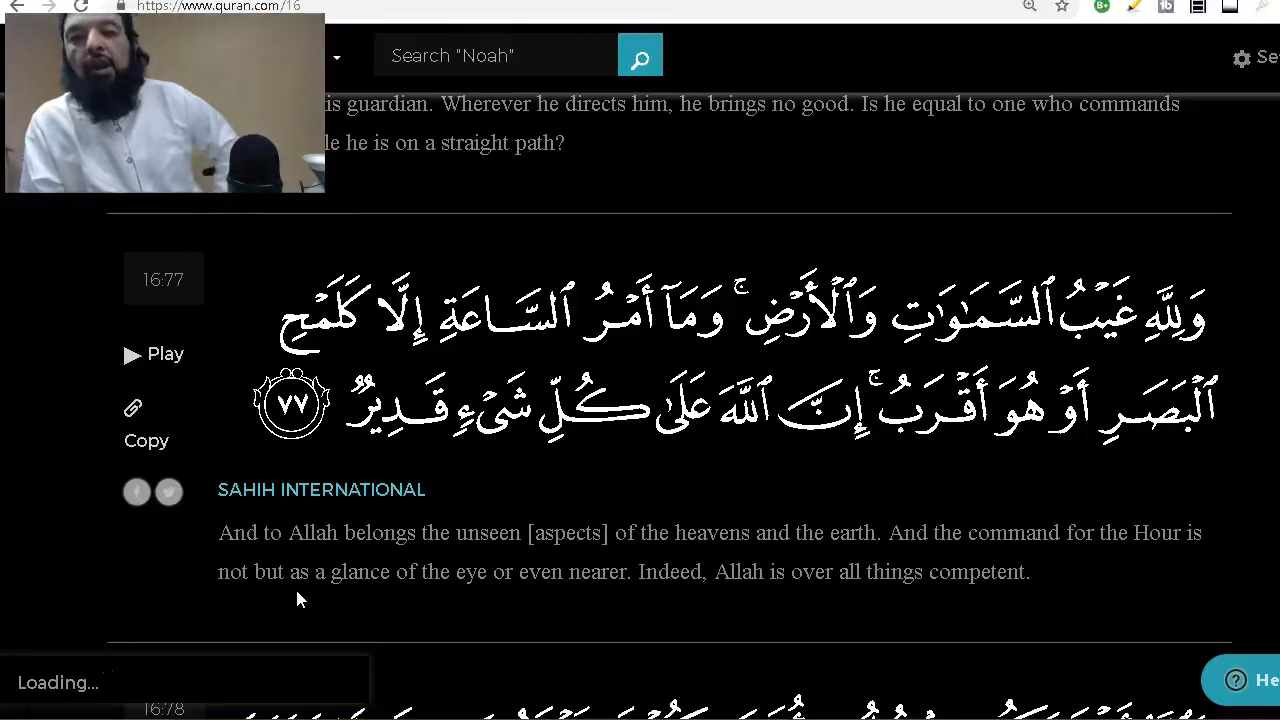 https://www.quran.com/16
Search "Noah"
is guardian. Wherever he directs him, he brings no good. Is he equal to one who commands
he is on a straight path?
16:77
وَلِلَّهِ غَيْبُ ٱلسَّمَـٰوَٰتِ وَٱلْأَرْضِ ۚ وَمَآ أَمْرُ ٱلسَّاعَةِ إِلَّا كَلَمْحِ
ٱلْبَصَرِ أَوْ هُوَ أَقْرَبُ ۚ إِنَّ ٱللَّهَ عَلَىٰ كُلِّ شَىْءٍ قَدِيرٌ ٧٧
Play
Copy
SAHIH INTERNATIONAL
And to Allah belongs the unseen [aspects] of the heavens and the earth. And the command for the Hour is
not but as a glance of the eye or even nearer. Indeed, Allah is over all things competent.
Loading...
16:78